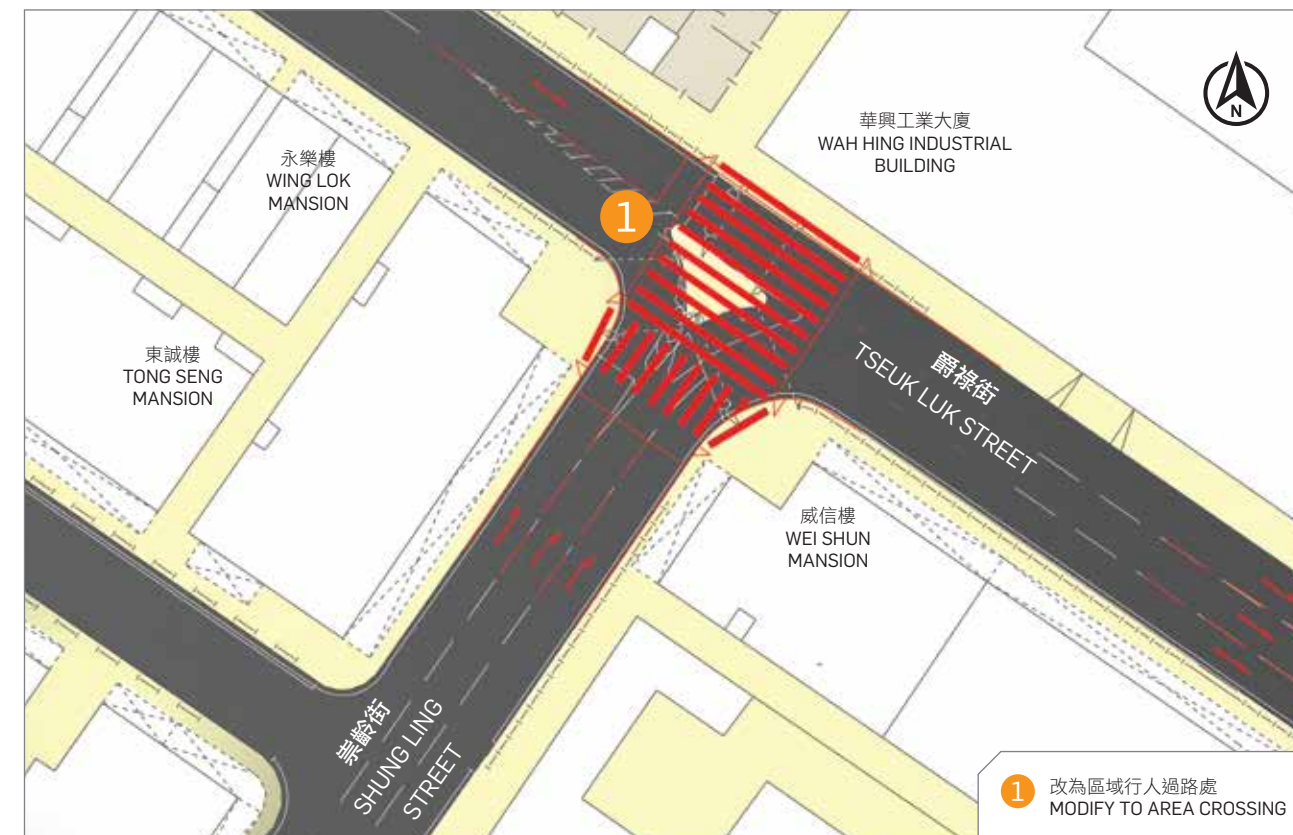 N
華興工業大廈
WAH HING INDUSTRIAL
BUILDING
永樂樓
WING LOK
MANSION
1
東誠樓
TONG SENG
MANSION
爵祿街
TSEUK LUK STREET
威信樓
WEI SHUN
MANSION
崇齡街
SHUNG LING
STREET
1
改為區域行人過路處
MODIFY TO AREA CROSSING